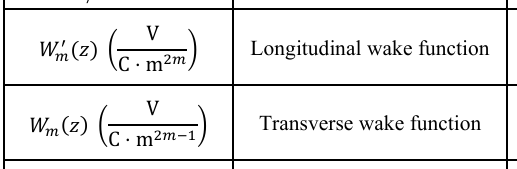 W′ₘ(z) (V / (C · m²ᵐ)) Longitudinal wake function
Wₘ(z) (V / (C · m²ᵐ⁻¹)) Transverse wake function